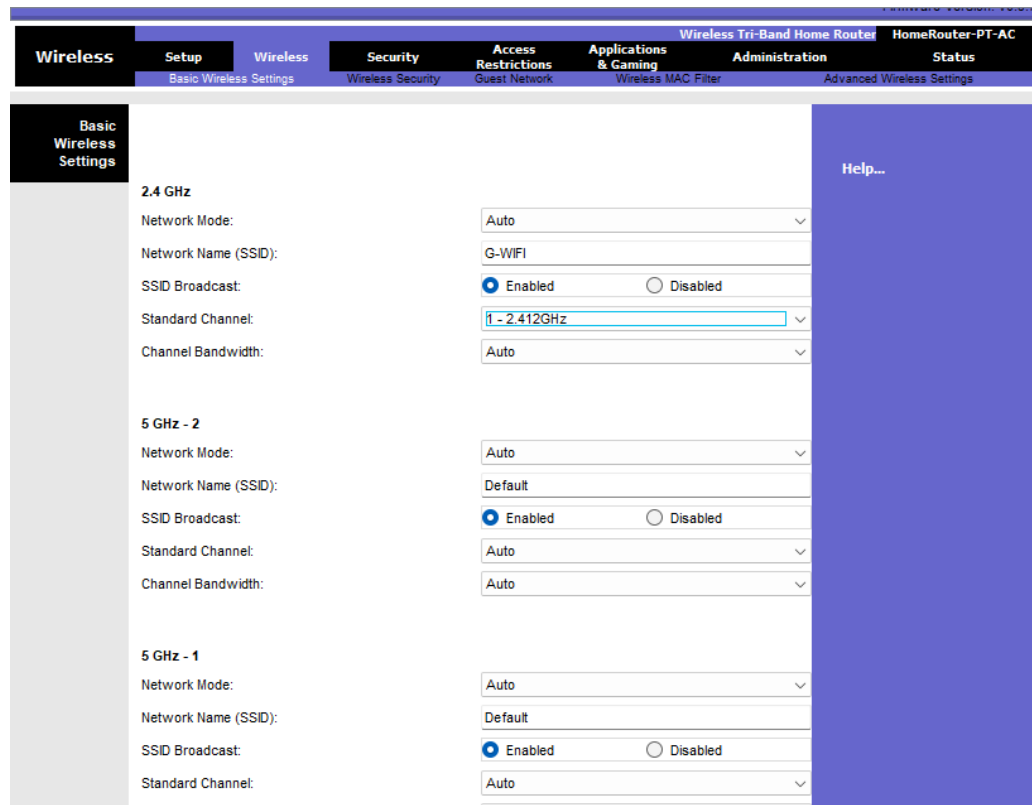 Wireless Tri-Band Home Router HomeRouter-PT-AC
Wireless Setup Wireless Security Access Restrictions Applications & Gaming Administration Status
Basic Wireless Settings Wireless Security Guest Network Wireless MAC Filter Advanced Wireless Settings
Basic Wireless Settings
Help...
2.4 GHz
Network Mode: Auto
Network Name (SSID): G-WIFI
SSID Broadcast: Enabled Disabled
Standard Channel: 1 - 2.412GHz
Channel Bandwidth: Auto
5 GHz - 2
Network Mode: Auto
Network Name (SSID): Default
SSID Broadcast: Enabled Disabled
Standard Channel: Auto
Channel Bandwidth: Auto
5 GHz - 1
Network Mode: Auto
Network Name (SSID): Default
SSID Broadcast: Enabled Disabled
Standard Channel: Auto